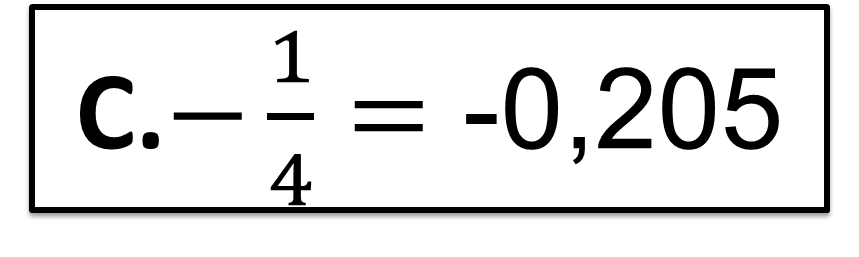 C. − 1/4 = -0,205